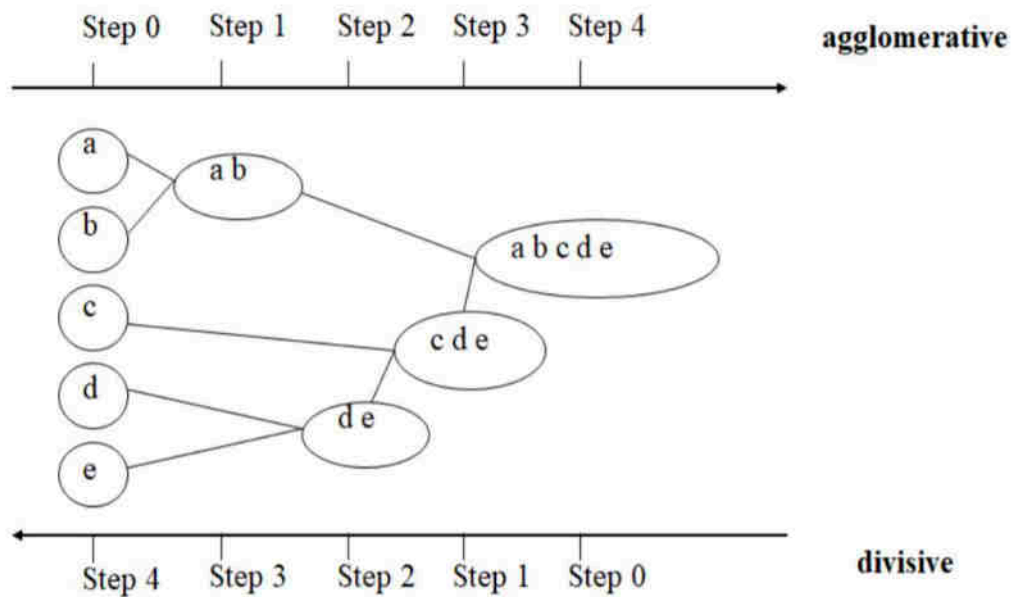 Step 0 Step 1 Step 2 Step 3 Step 4
agglomerative
a
a b
b
a b c d e
c
c d e
d
d e
e
divisive
Step 4 Step 3 Step 2 Step 1 Step 0